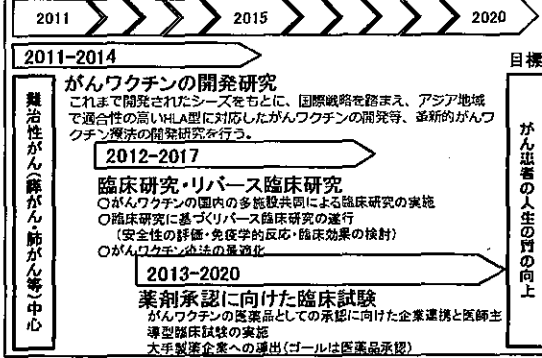 2011
2015
2020
2011-2014
目標
がんワクチンの開発研究
これまで開発されたシーズをもとに、国際戦略を踏まえ、アジア地域
で適合性の高いHLA型に対応したがんワクチンの開発等、革新的がんワ
クチン療法の開発研究を行う。
難治性がん(膵がん・肺がん等)中心
2012-2017
臨床研究・リバース臨床研究
○がんワクチンの国内の多施設共同による臨床研究の実施
○臨床研究に基づくリバース臨床研究の遂行
(安全性の評価・免疫学的反応・臨床効果の検討)
○がんワクチン療法の最適化
がん患者の人生の質の向上
2013-2020
薬剤承認に向けた臨床試験
がんワクチンの医薬品としての承認に向けた企業連携と医師主
導型臨床試験の実施
大手製薬企業への導出(ゴールは医薬品承認)